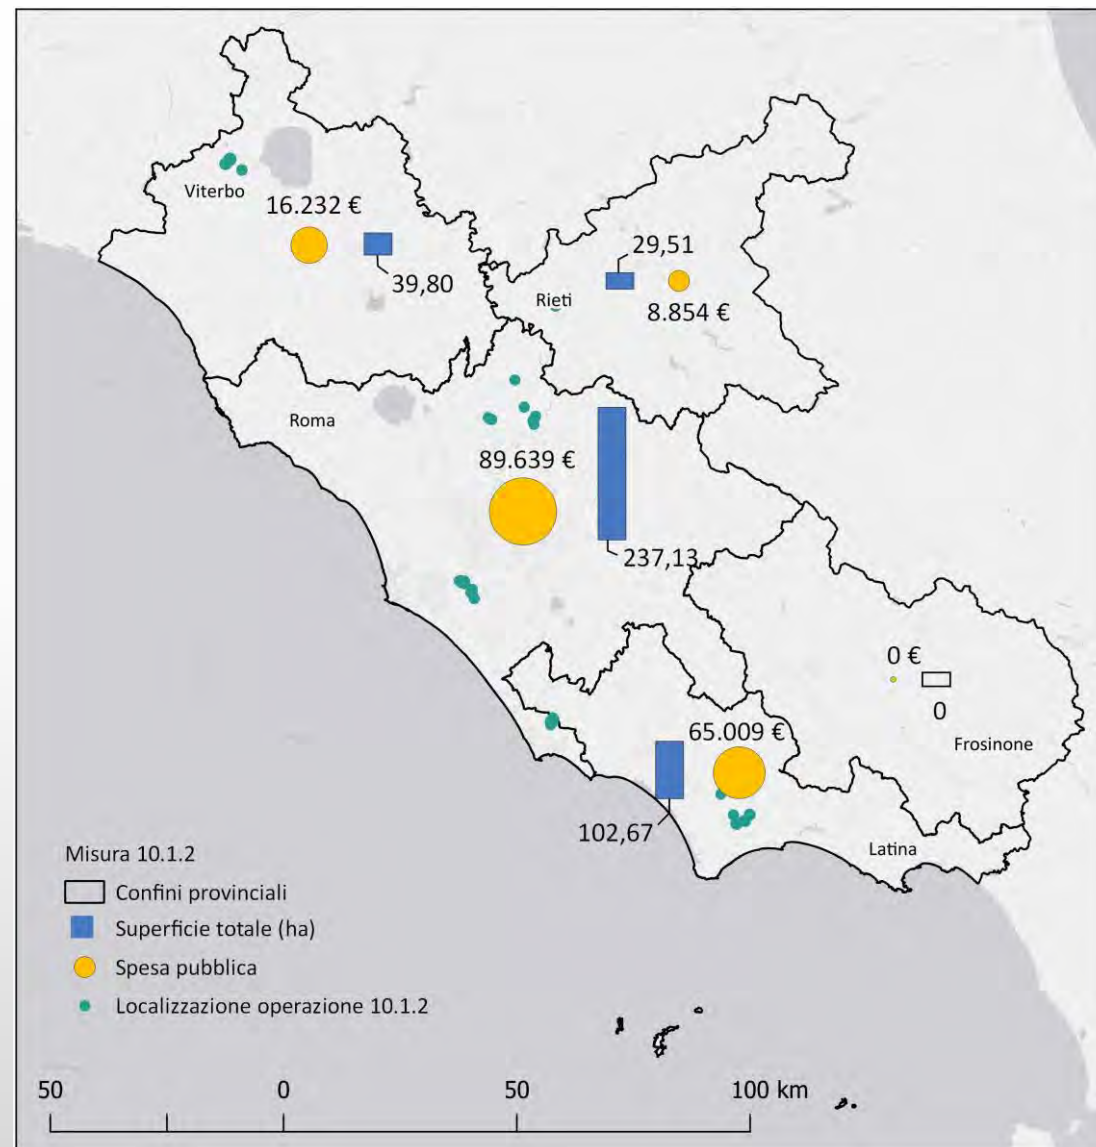 Viterbo
16.232 €
39,80
29,51
Rieti
8.854 €
Roma
89.639 €
237,13
0 €
0
Frosinone
65.009 €
102,67
Latina
Misura 10.1.2
Confini provinciali
Superficie totale (ha)
Spesa pubblica
Localizzazione operazione 10.1.2
50 0 50 100 km